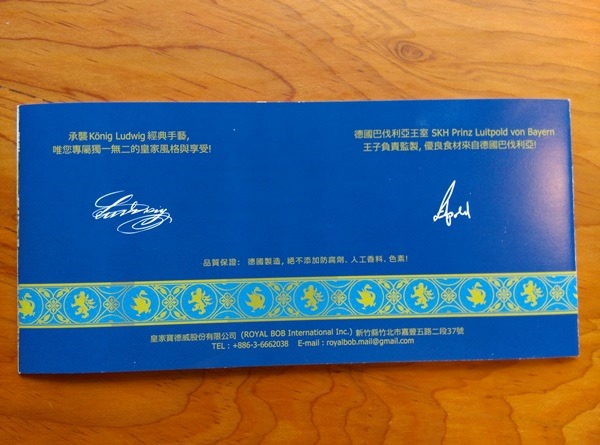 承襲König Ludwig 經典手藝,
唯您專屬獨一無二的皇家風格與享受!
德國巴伐利亞王室 SKH Prinz Luitpold von Bayern
王子負責監製, 優良食材來自德國巴伐利亞!
Ludwig
品質保證: 德國製造, 絕不添加防腐劑、人工香料、色素!
皇家寶德威股份有限公司 (ROYAL BOB International Inc.) 新竹縣竹北市嘉豐五路二段37號
TEL : +886-3-6662038 E-mail : royalbob.mail@gmail.com